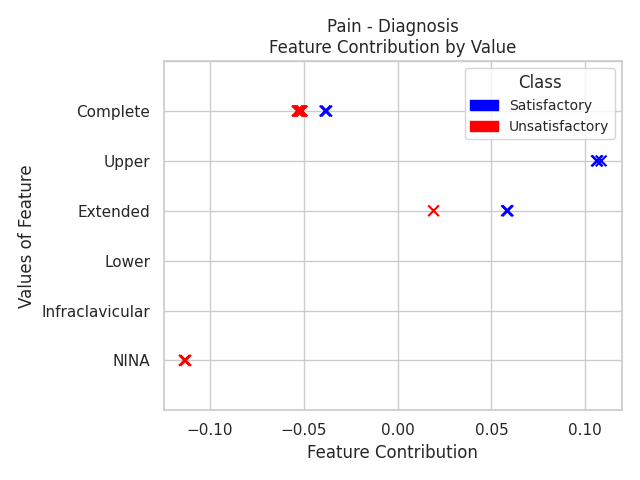 Pain - Diagnosis
Feature Contribution by Value
Class
Satisfactory
Unsatisfactory
Values of Feature
Complete
Upper
Extended
Lower
Infraclavicular
NINA
−0.10
−0.05
0.00
0.05
0.10
Feature Contribution